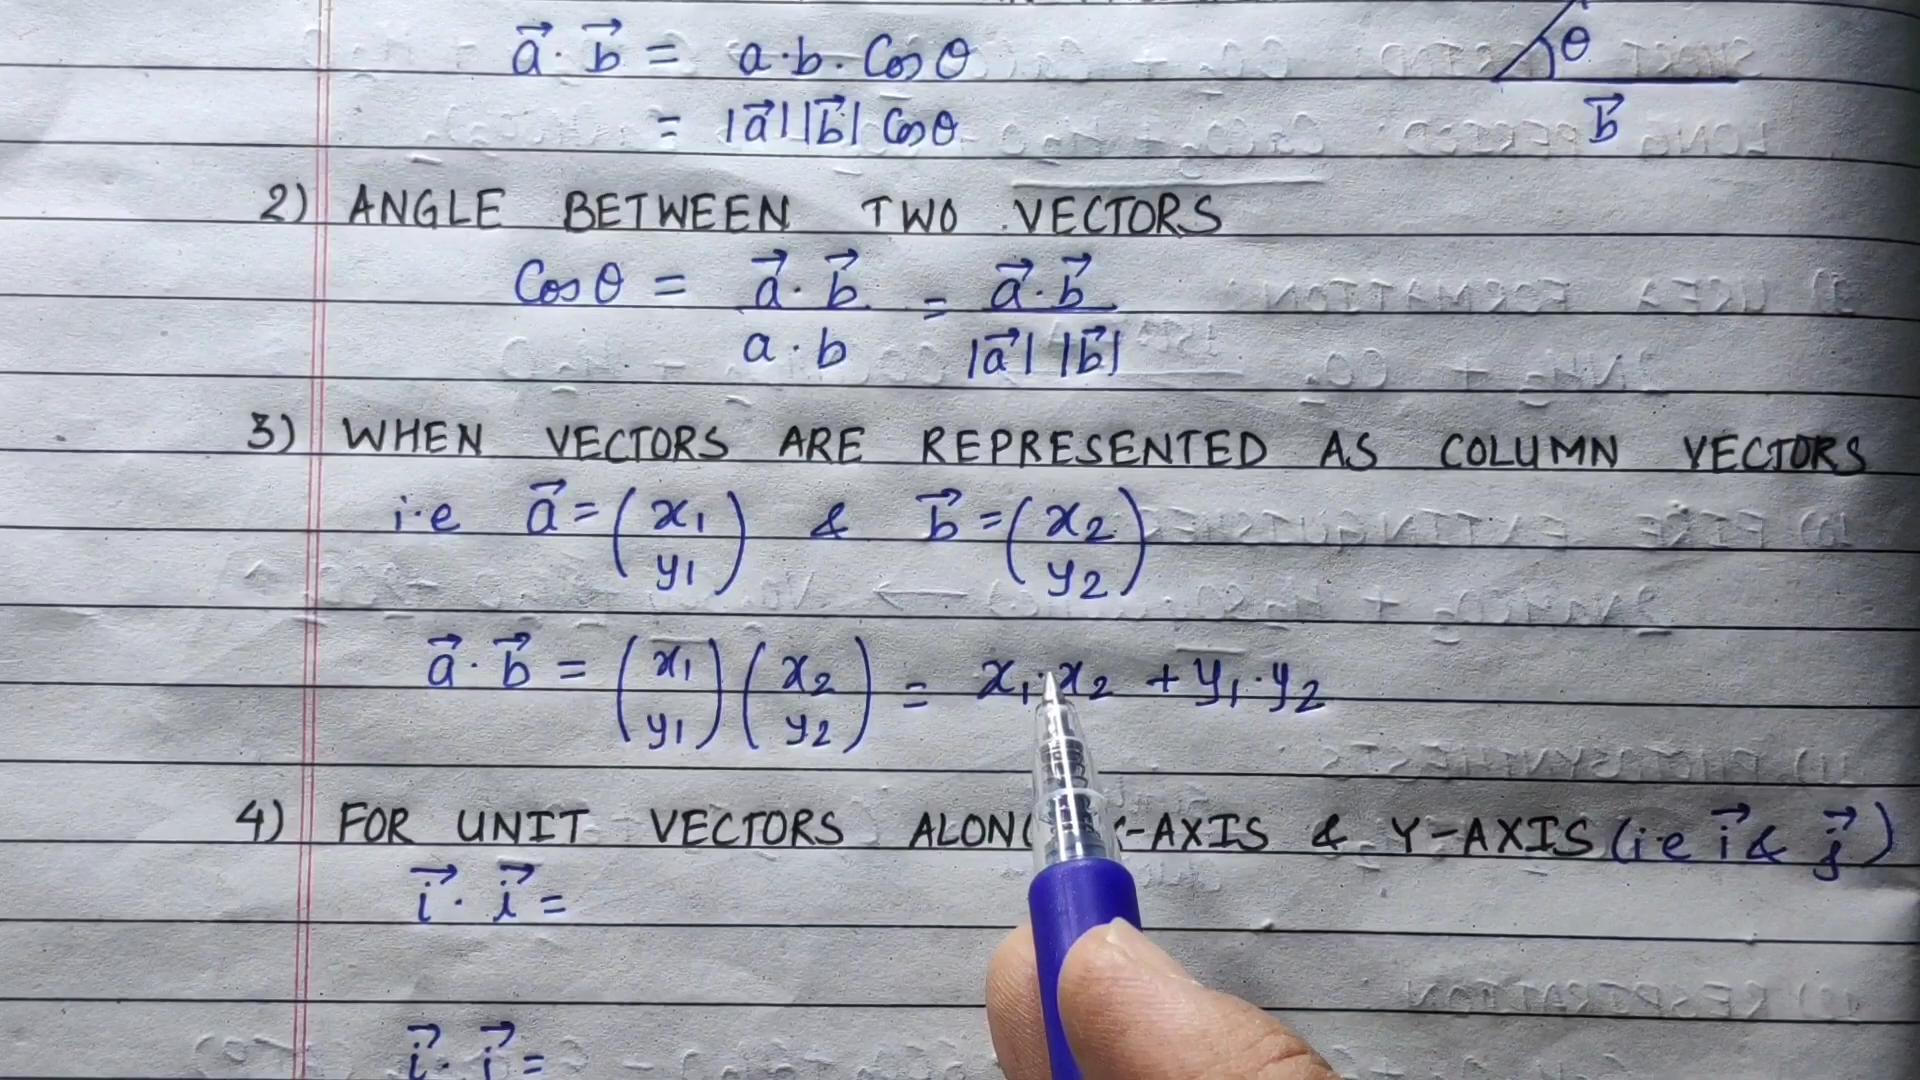 a⃗ · b⃗ = a·b. Cos θ
= |a⃗||b⃗| Cos θ
θ
b⃗
2) ANGLE BETWEEN TWO VECTORS
Cos θ = a⃗ · b⃗ / a · b = a⃗ · b⃗ / |a⃗| |b⃗|
3) WHEN VECTORS ARE REPRESENTED AS COLUMN VECTORS
i.e a⃗ = (x₁ y₁) & b⃗ = (x₂ y₂)
a⃗ · b⃗ = (x₁ y₁) (x₂ y₂) = x₁·x₂ + y₁·y₂
4) FOR UNIT VECTORS -AXIS & Y-AXIS (i.e i⃗ & j⃗)
i⃗ · i⃗ =